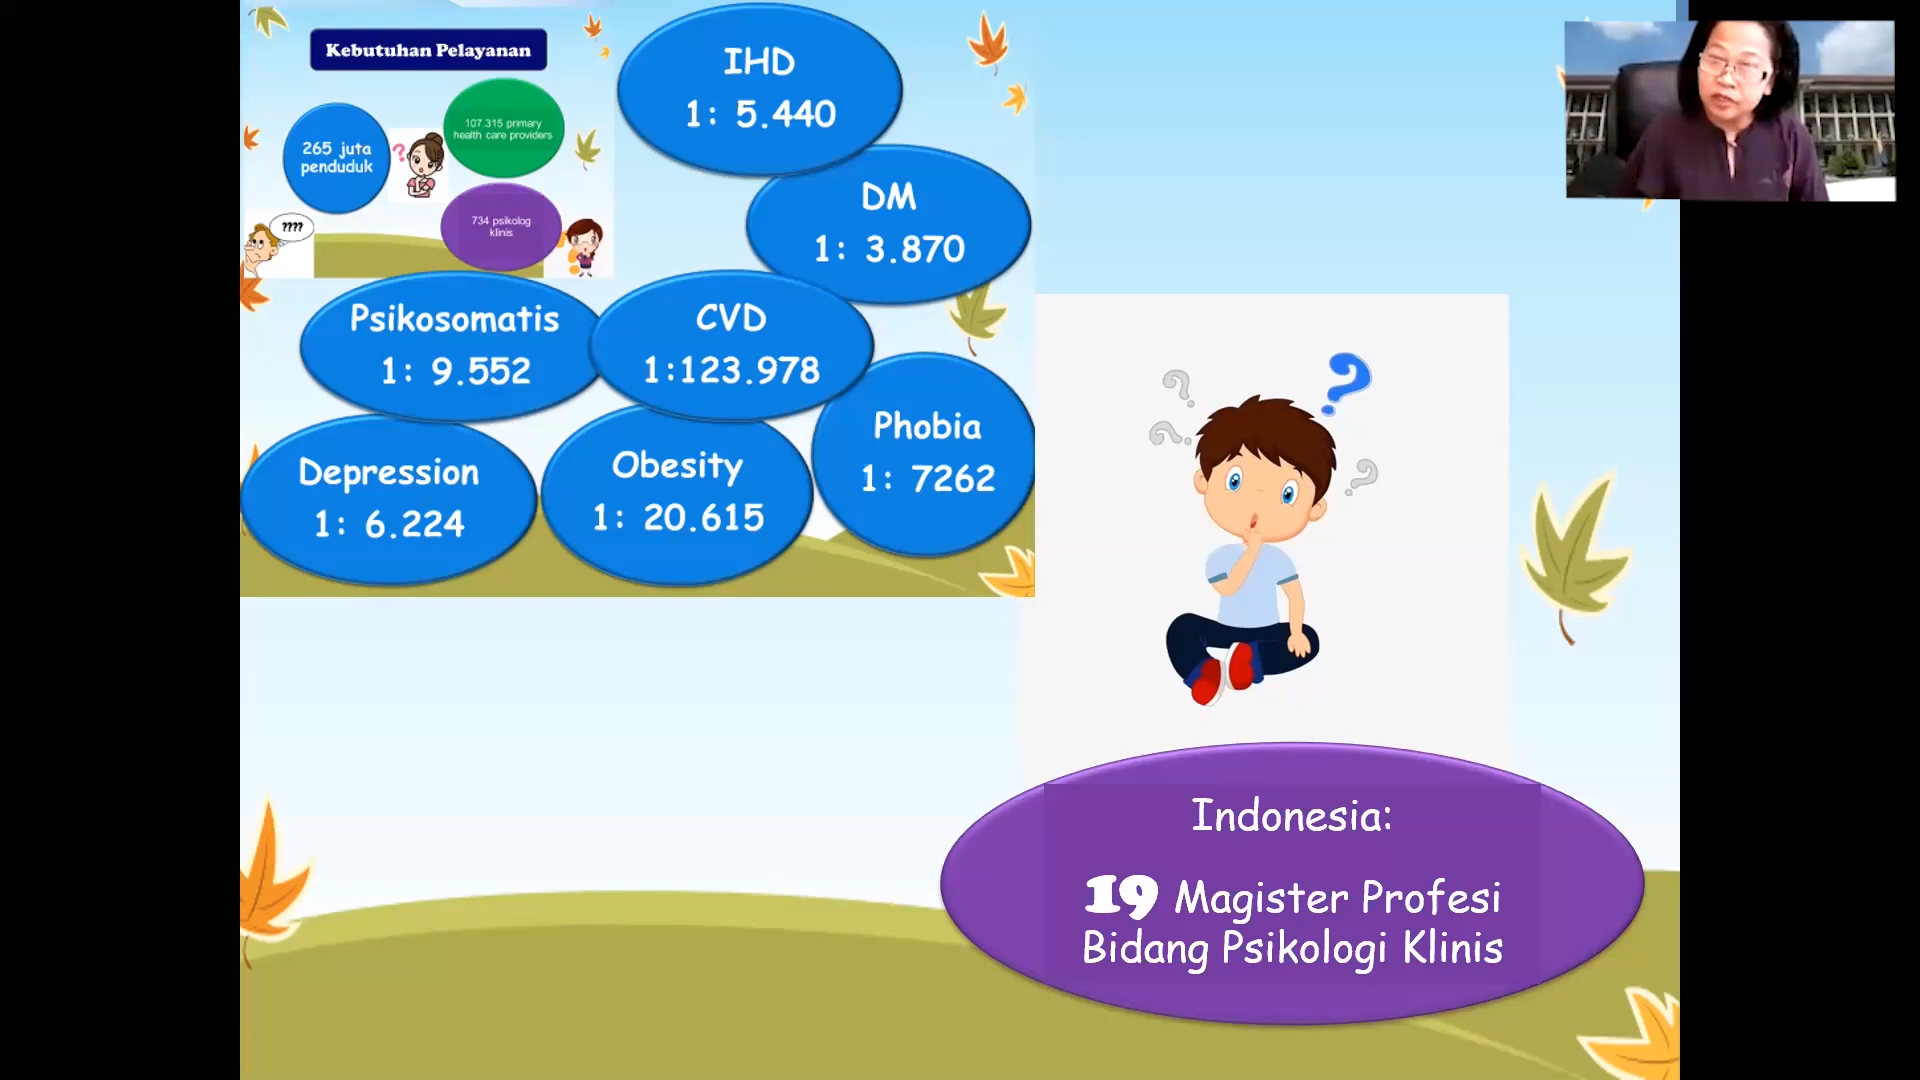 Kebutuhan Pelayanan
265 juta
penduduk
107.315 primary
health care providers
734 psikolog
klinis
????
?
IHD
1: 5.440
DM
1: 3.870
Psikosomatis
1: 9.552
CVD
1:123.978
Phobia
1: 7262
Depression
1: 6.224
Obesity
1: 20.615
? ? ? ?
Indonesia:
19 Magister Profesi
Bidang Psikologi Klinis